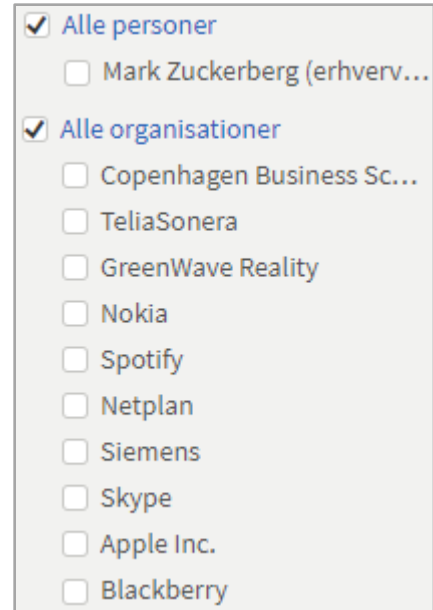 Alle personer
Mark Zuckerberg (erhverv...
Alle organisationer
Copenhagen Business Sc...
TeliaSonera
GreenWave Reality
Nokia
Spotify
Netplan
Siemens
Skype
Apple Inc.
Blackberry